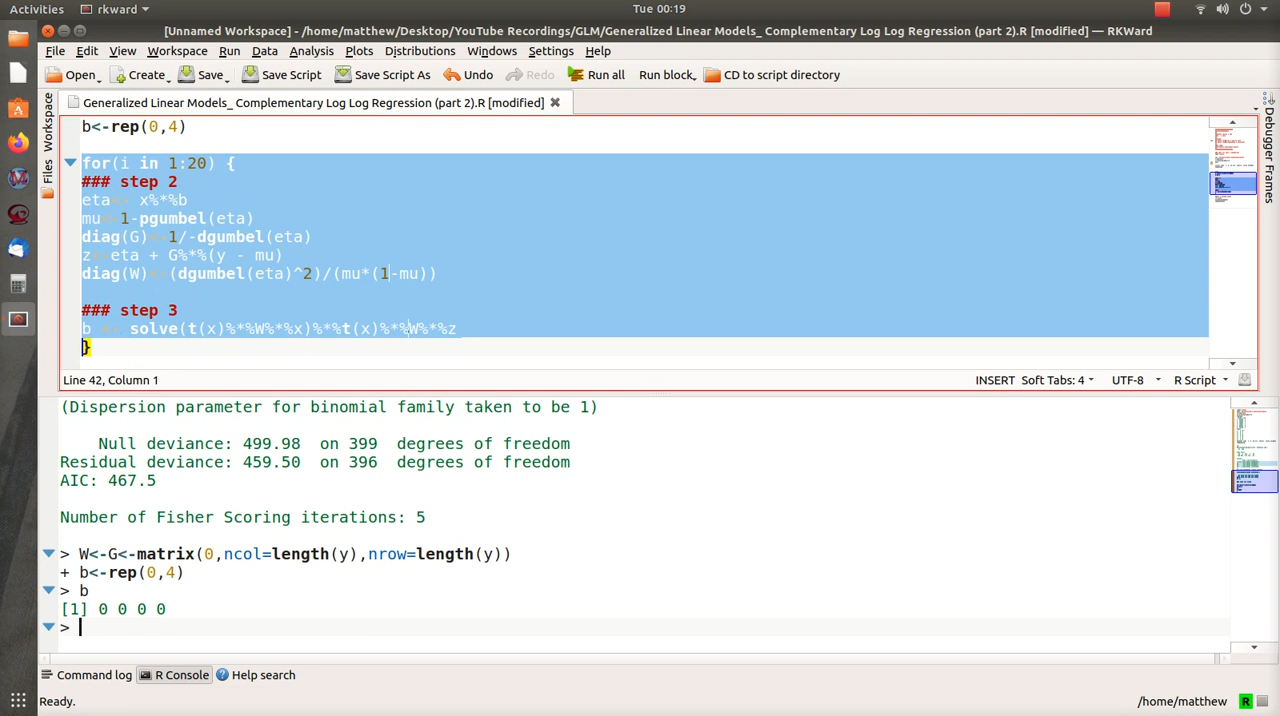 Activities rkward Tue 00:19
[Unnamed Workspace] - /home/matthew/Desktop/YouTube Recordings/GLM/Generalized Linear Models_ Complementary Log Log Regression (part 2).R [modified] — RKWard
File Edit View Workspace Run Data Analysis Plots Distributions Windows Settings Help
Open Create Save Save Script Save Script As Undo Redo Run all Run block CD to script directory
Generalized Linear Models_ Complementary Log Log Regression (part 2).R [modified]
Workspace
Files
Debugger Frames
b<-rep(0,4)
for(i in 1:20) {
### step 2
eta<- x%*%b
mu<-1-pgumbel(eta)
diag(G)<-1/-dgumbel(eta)
z<-eta + G%*%(y - mu)
diag(W)<-(dgumbel(eta)^2)/(mu*(1-mu))
### step 3
b <- solve(t(x)%*%W%*%x)%*%t(x)%*%W%*%z
}
Line 42, Column 1 INSERT Soft Tabs: 4 UTF-8 R Script
(Dispersion parameter for binomial family taken to be 1)
Null deviance: 499.98 on 399 degrees of freedom
Residual deviance: 459.50 on 396 degrees of freedom
AIC: 467.5
Number of Fisher Scoring iterations: 5
> W<-G<-matrix(0,ncol=length(y),nrow=length(y))
+ b<-rep(0,4)
> b
[1] 0 0 0 0
>
Command log R Console Help search
Ready. /home/matthew R